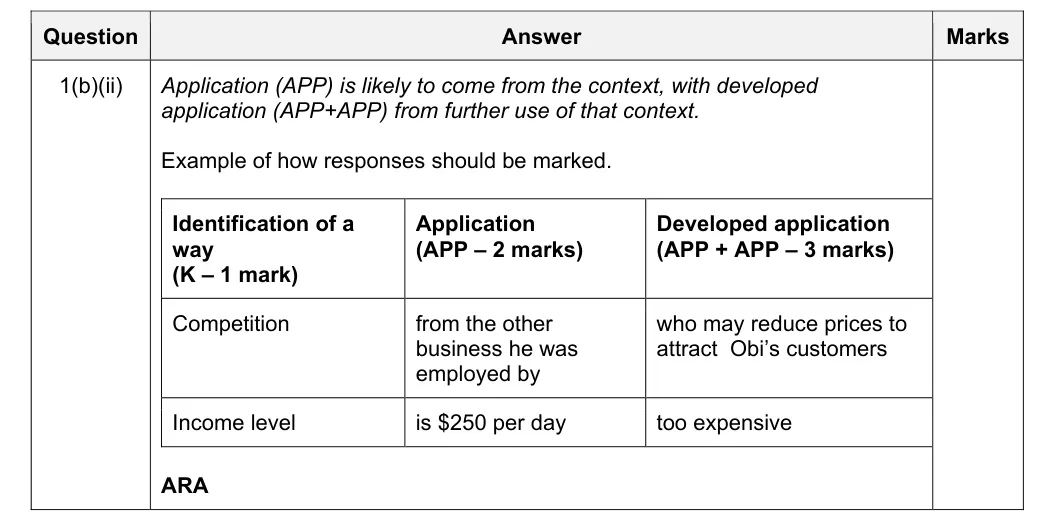 Question Answer Marks
1(b)(ii) Application (APP) is likely to come from the context, with developed
application (APP+APP) from further use of that context.
Example of how responses should be marked.
Identification of a
way
(K – 1 mark)
Application
(APP – 2 marks)
Developed application
(APP + APP – 3 marks)
Competition
from the other
business he was
employed by
who may reduce prices to
attract  Obi’s customers
Income level
is $250 per day
too expensive
ARA